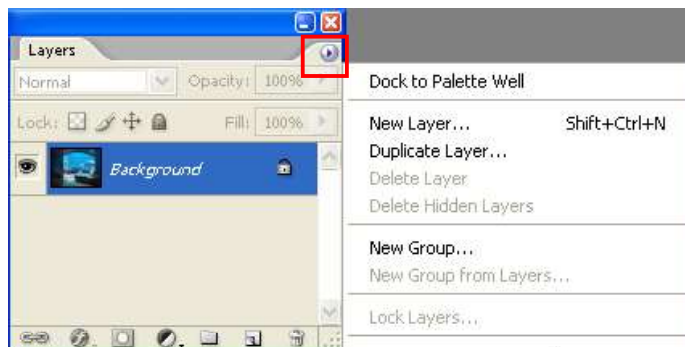 Layers
Normal Opacity: 100%
Lock: Fill: 100%
Background
Dock to Palette Well
New Layer... Shift+Ctrl+N
Duplicate Layer...
Delete Layer
Delete Hidden Layers
New Group...
New Group from Layers...
Lock Layers...